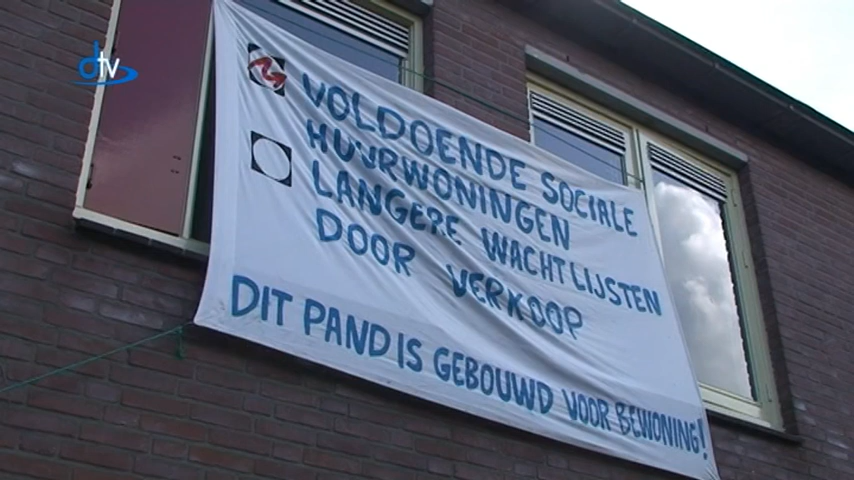 dtv
VOLDOENDE SOCIALE
HUURWONINGEN
LANGERE WACHTLIJSTEN
DOOR VERKOOP
DIT PAND IS GEBOUWD VOOR BEWONING!